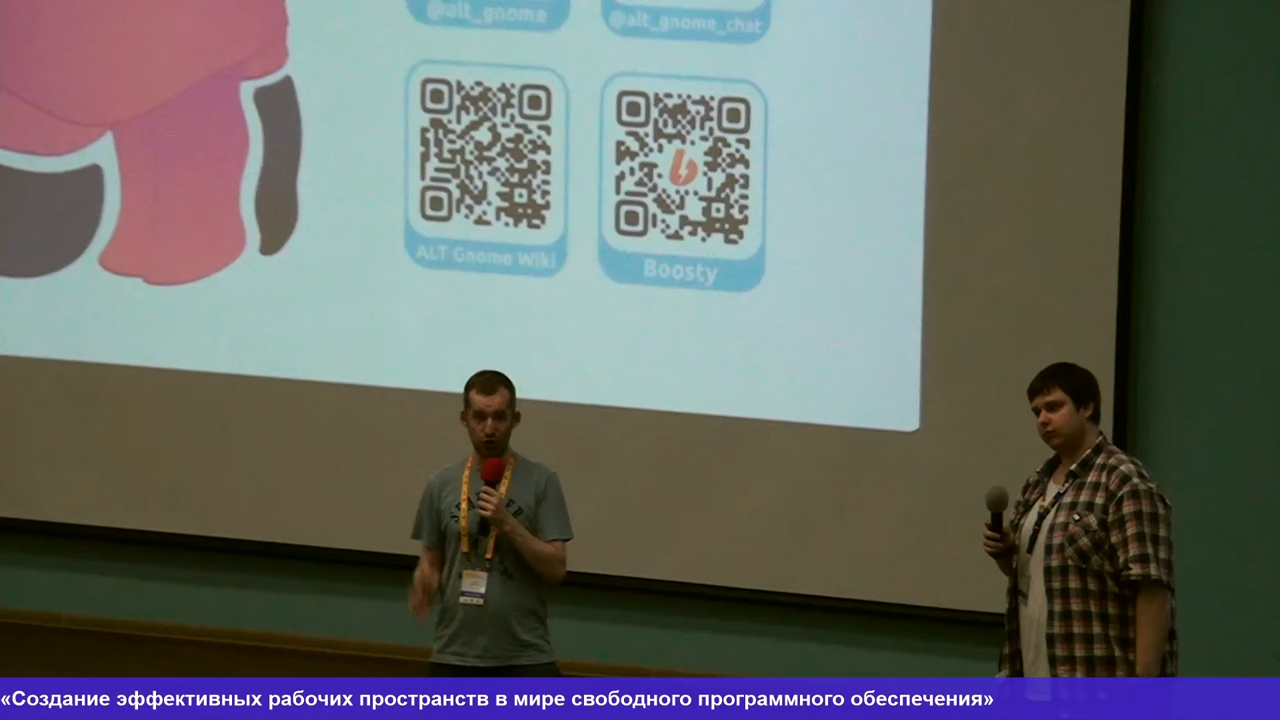 @alt_gnome
@alt_gnome_chat
ALT Gnome Wiki
Boosty
«Создание эффективных рабочих пространств в мире свободного программного обеспечения»